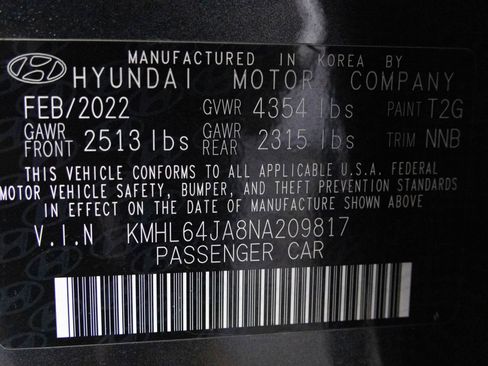 MANUFACTURED IN KOREA BY
HYUNDAI MOTOR COMPANY
FEB/2022 GVWR 4354 lbs PAINT T2G
GAWR FRONT 2513 lbs GAWR REAR 2315 lbs TRIM NNB
THIS VEHICLE CONFORMS TO ALL APPLICABLE U.S.A. FEDERAL
MOTOR VEHICLE SAFETY, BUMPER, AND THEFT PREVENTION STANDARDS
IN EFFECT ON THE DATE OF MANUFACTURE SHOWN ABOVE
V.I.N KMHL64JA8NA209817
PASSENGER CAR